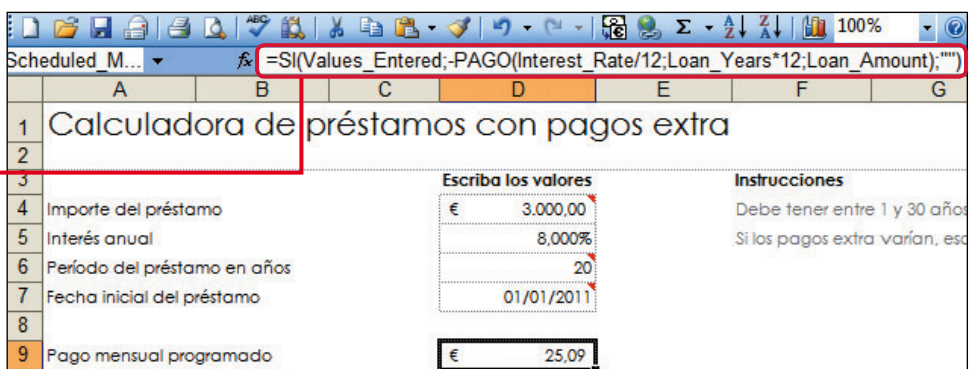 ABC
Σ
A
Z
Z
A
100%
Scheduled_M...
fx =SI(Values_Entered;-PAGO(Interest_Rate/12;Loan_Years*12;Loan_Amount);"")
A B C D E F G
1 Calculadora de préstamos con pagos extra
2
3 Escriba los valores Instrucciones
4 Importe del préstamo € 3.000,00 Debe tener entre 1 y 30 años
5 Interés anual 8,000% Si los pagos extra varían, esc
6 Período del préstamo en años 20
7 Fecha inicial del préstamo 01/01/2011
8
9 Pago mensual programado € 25,09